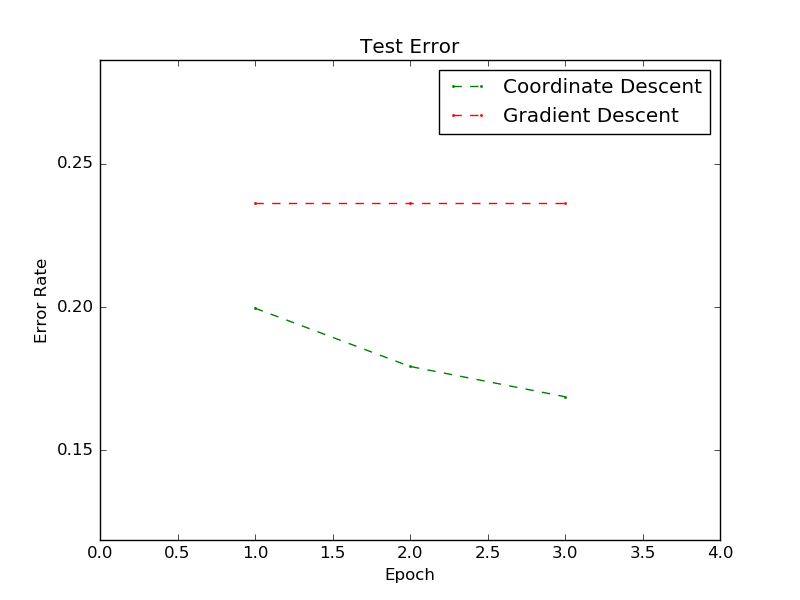 Test Error
Coordinate Descent
Gradient Descent
0.25
0.20
0.15
Error Rate
0.0 0.5 1.0 1.5 2.0 2.5 3.0 3.5 4.0
Epoch